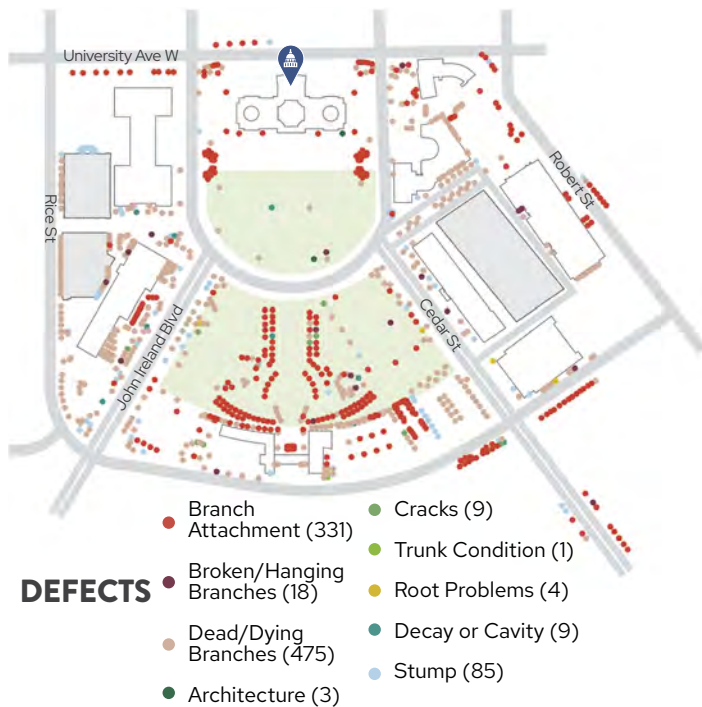 University Ave W
Rice St
Robert St
John Ireland Blvd
Cedar St
DEFECTS
Branch
Attachment (331)
Broken/Hanging
Branches (18)
Dead/Dying
Branches (475)
Architecture (3)
Cracks (9)
Trunk Condition (1)
Root Problems (4)
Decay or Cavity (9)
Stump (85)